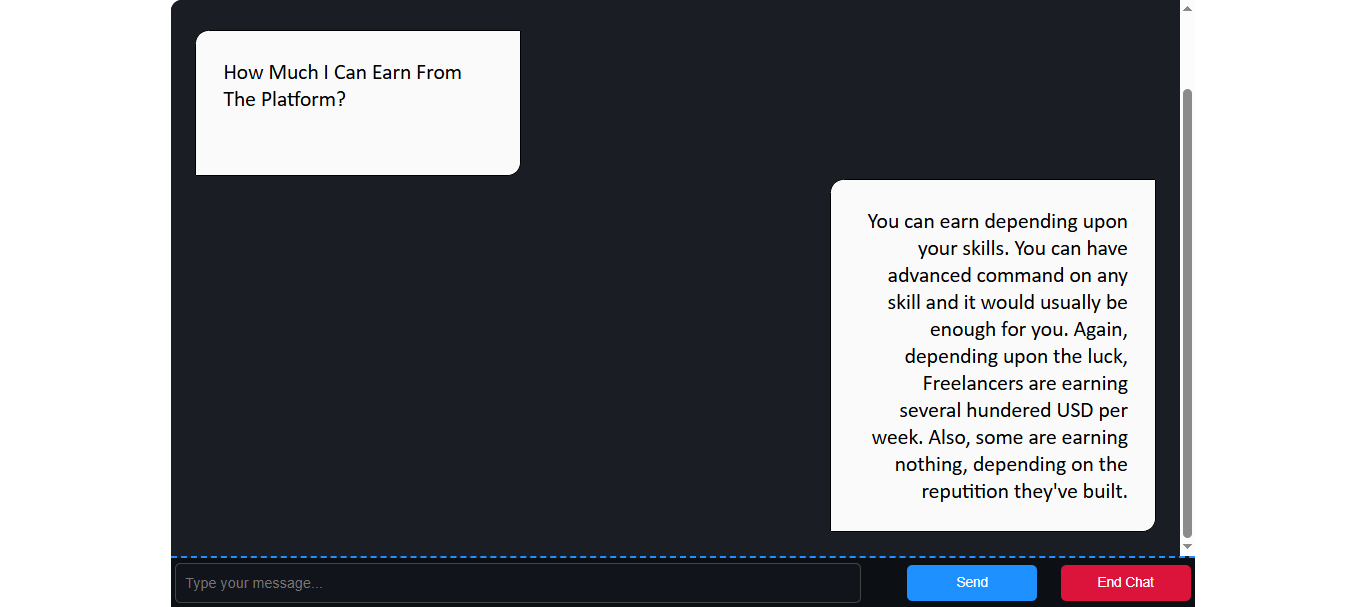 How Much I Can Earn From
The Platform?
You can earn depending upon
your skills. You can have
advanced command on any
skill and it would usually be
enough for you. Again,
depending upon the luck,
Freelancers are earning
several hundered USD per
week. Also, some are earning
nothing, depending on the
reputition they've built.
Type your message...
Send
End Chat